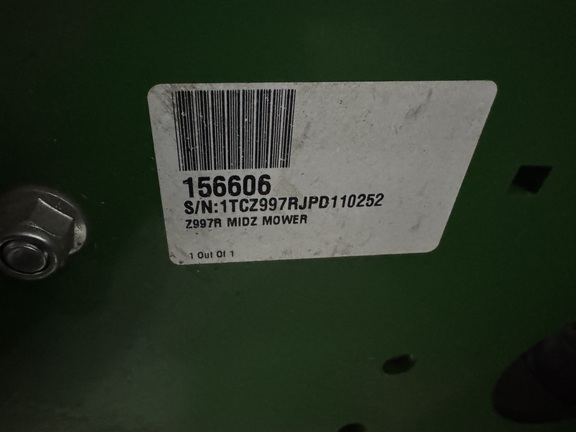 156606
S/N:1TCZ997RJPD110252
Z997R MIDZ MOWER
1 Out Of 1